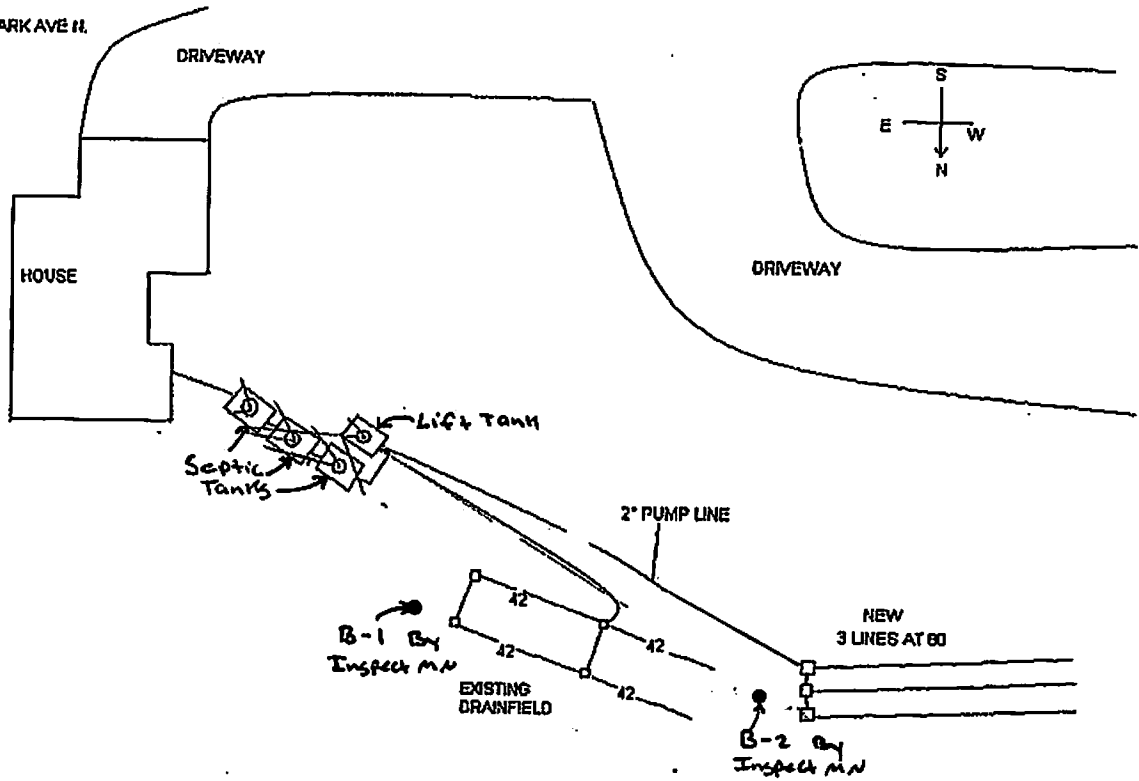 ARK AVE N.
DRIVEWAY
S
E
W
N
HOUSE
DRIVEWAY
Lift Tank
Septic
Tanks
2" PUMP LINE
42
42
42
42
B-1 By
Inspect MN
EXISTING
DRAINFIELD
NEW
3 LINES AT 60
B-2 By
Inspect MN